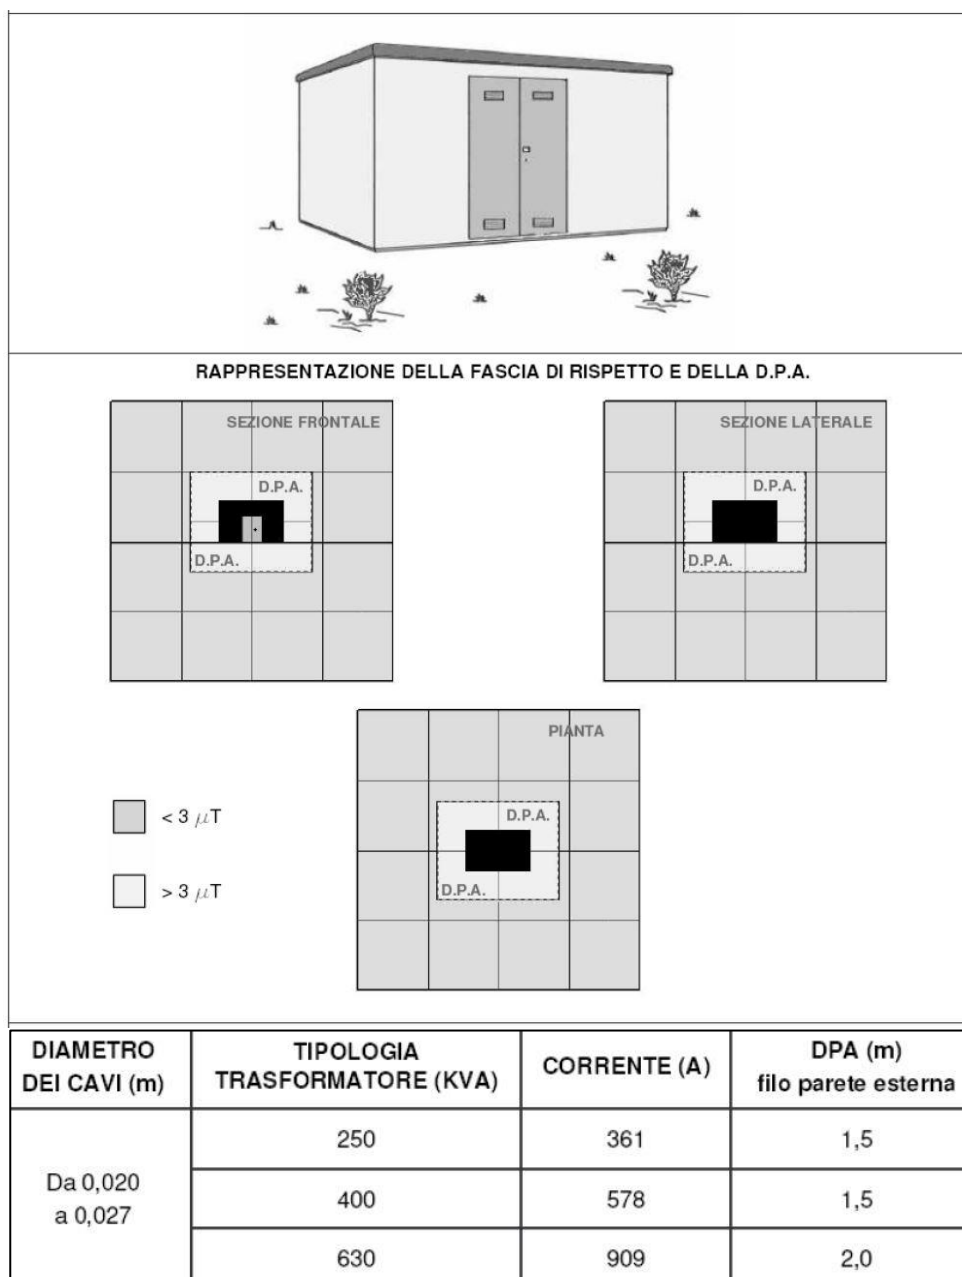 RAPPRESENTAZIONE DELLA FASCIA DI RISPETTO E DELLA D.P.A.
SEZIONE FRONTALE
D.P.A.
D.P.A.
SEZIONE LATERALE
D.P.A.
D.P.A.
PIANTA
D.P.A.
D.P.A.
< 3 μT
> 3 μT
DIAMETRO
DEI CAVI (m)
TIPOLOGIA
TRASFORMATORE (KVA)
CORRENTE (A)
DPA (m)
filo parete esterna
Da 0,020
a 0,027
250
361
1,5
400
578
1,5
630
909
2,0